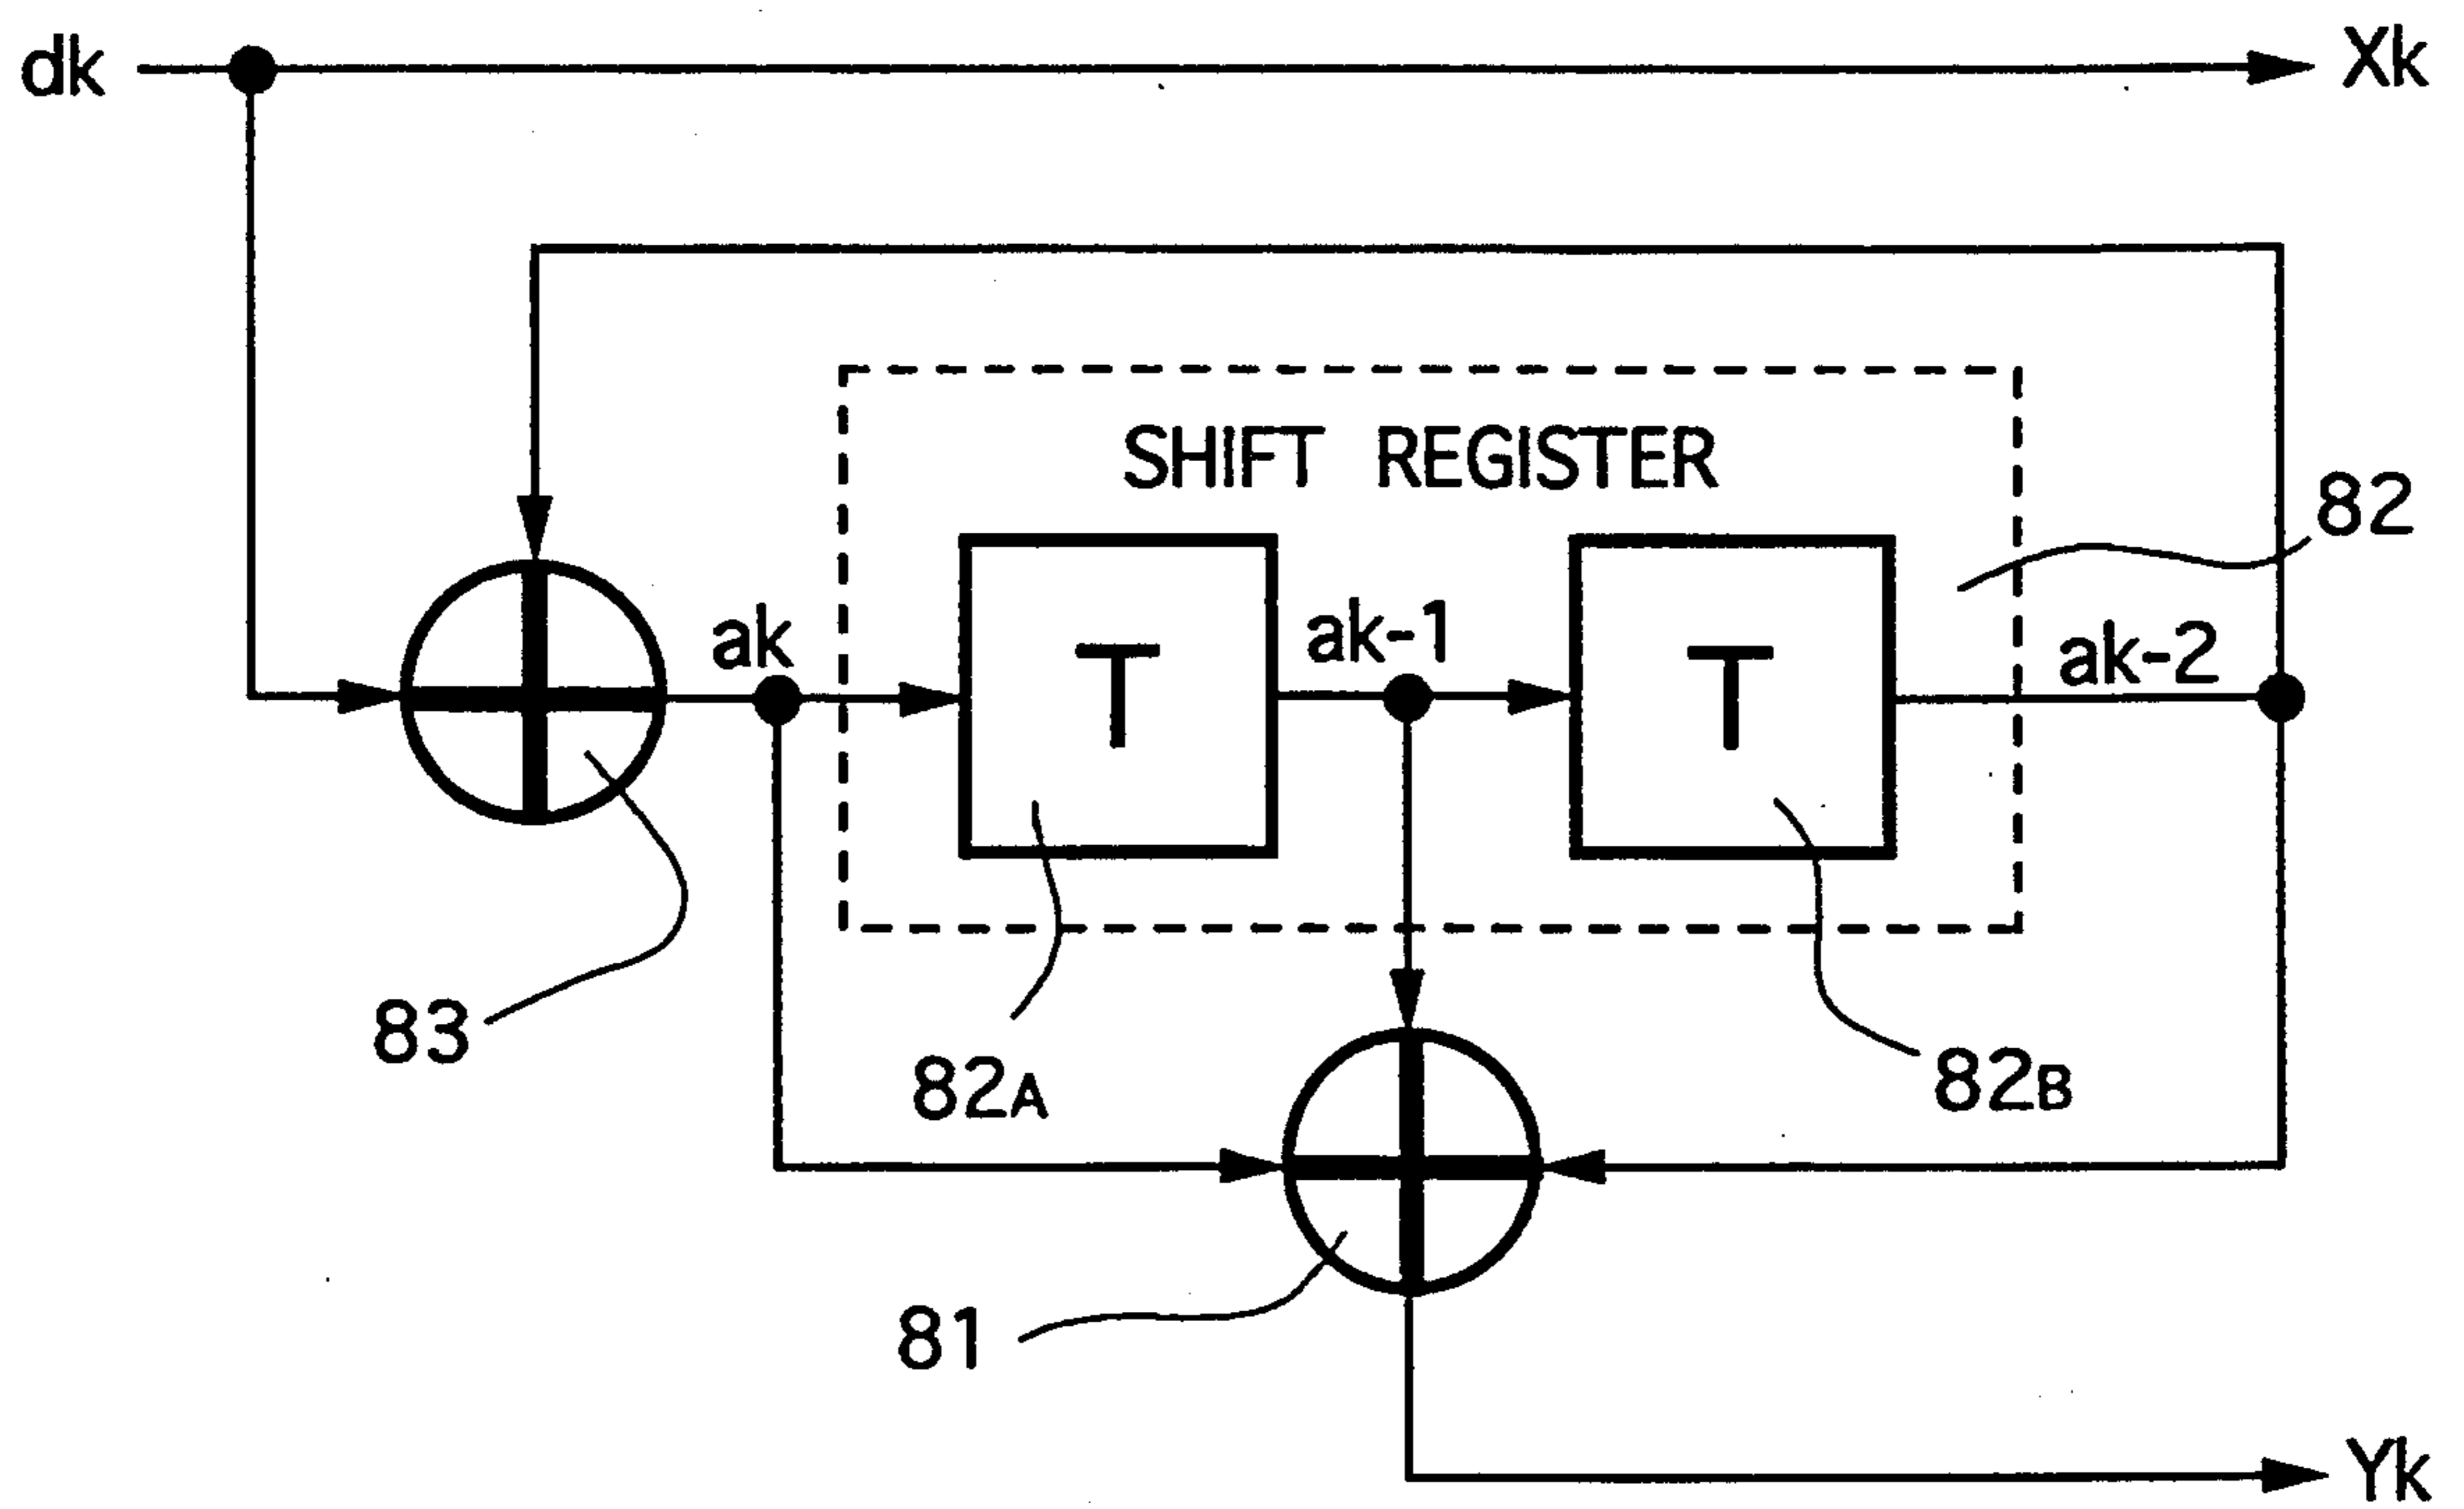 dk
Xk
SHIFT REGISTER
82
ak
T
ak-1
T
ak-2
83
82A
82B
81
Yk